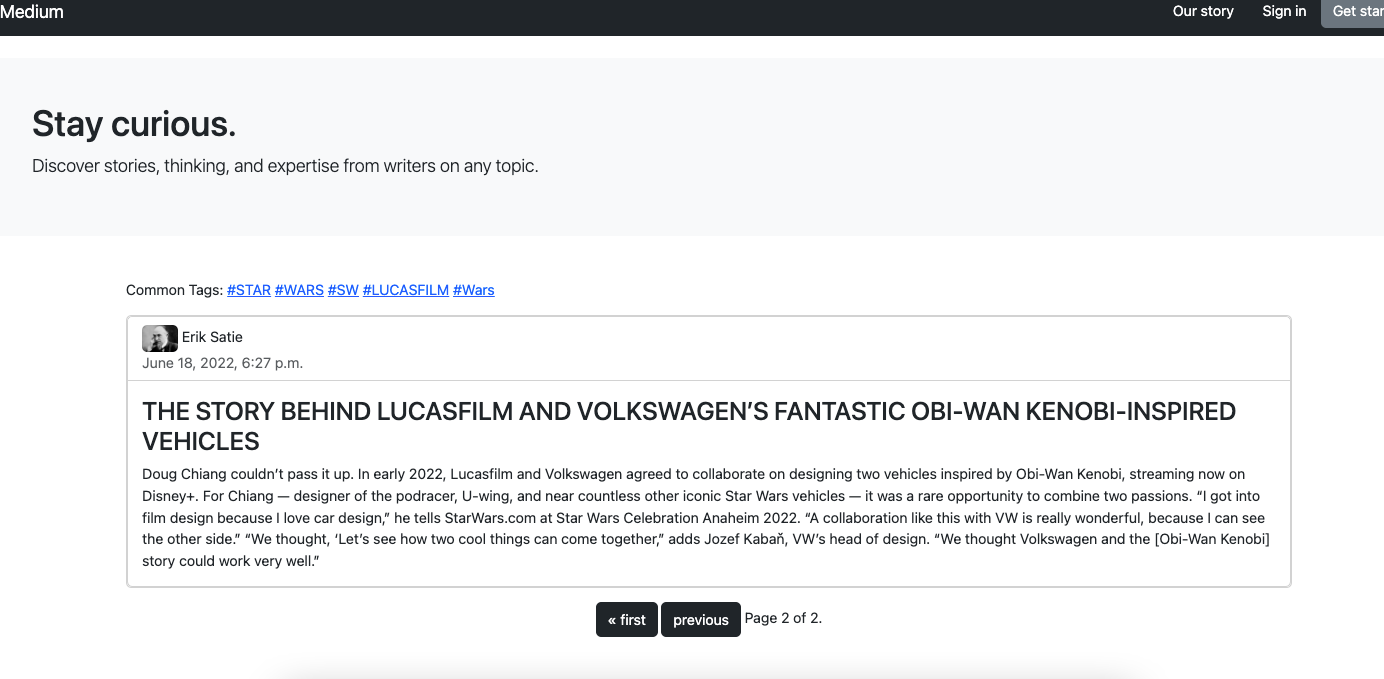 Medium
Our story Sign in Get star
Stay curious.
Discover stories, thinking, and expertise from writers on any topic.
Common Tags: #STAR #WARS #SW #LUCASFILM #Wars
Erik Satie
June 18, 2022, 6:27 p.m.
THE STORY BEHIND LUCASFILM AND VOLKSWAGEN’S FANTASTIC OBI-WAN KENOBI-INSPIRED
VEHICLES
Doug Chiang couldn’t pass it up. In early 2022, Lucasfilm and Volkswagen agreed to collaborate on designing two vehicles inspired by Obi-Wan Kenobi, streaming now on
Disney+. For Chiang — designer of the podracer, U-wing, and near countless other iconic Star Wars vehicles — it was a rare opportunity to combine two passions. “I got into
film design because I love car design,” he tells StarWars.com at Star Wars Celebration Anaheim 2022. “A collaboration like this with VW is really wonderful, because I can see
the other side.” “We thought, ‘Let’s see how two cool things can come together,” adds Jozef Kabaň, VW’s head of design. “We thought Volkswagen and the [Obi-Wan Kenobi]
story could work very well.”
« first previous Page 2 of 2.